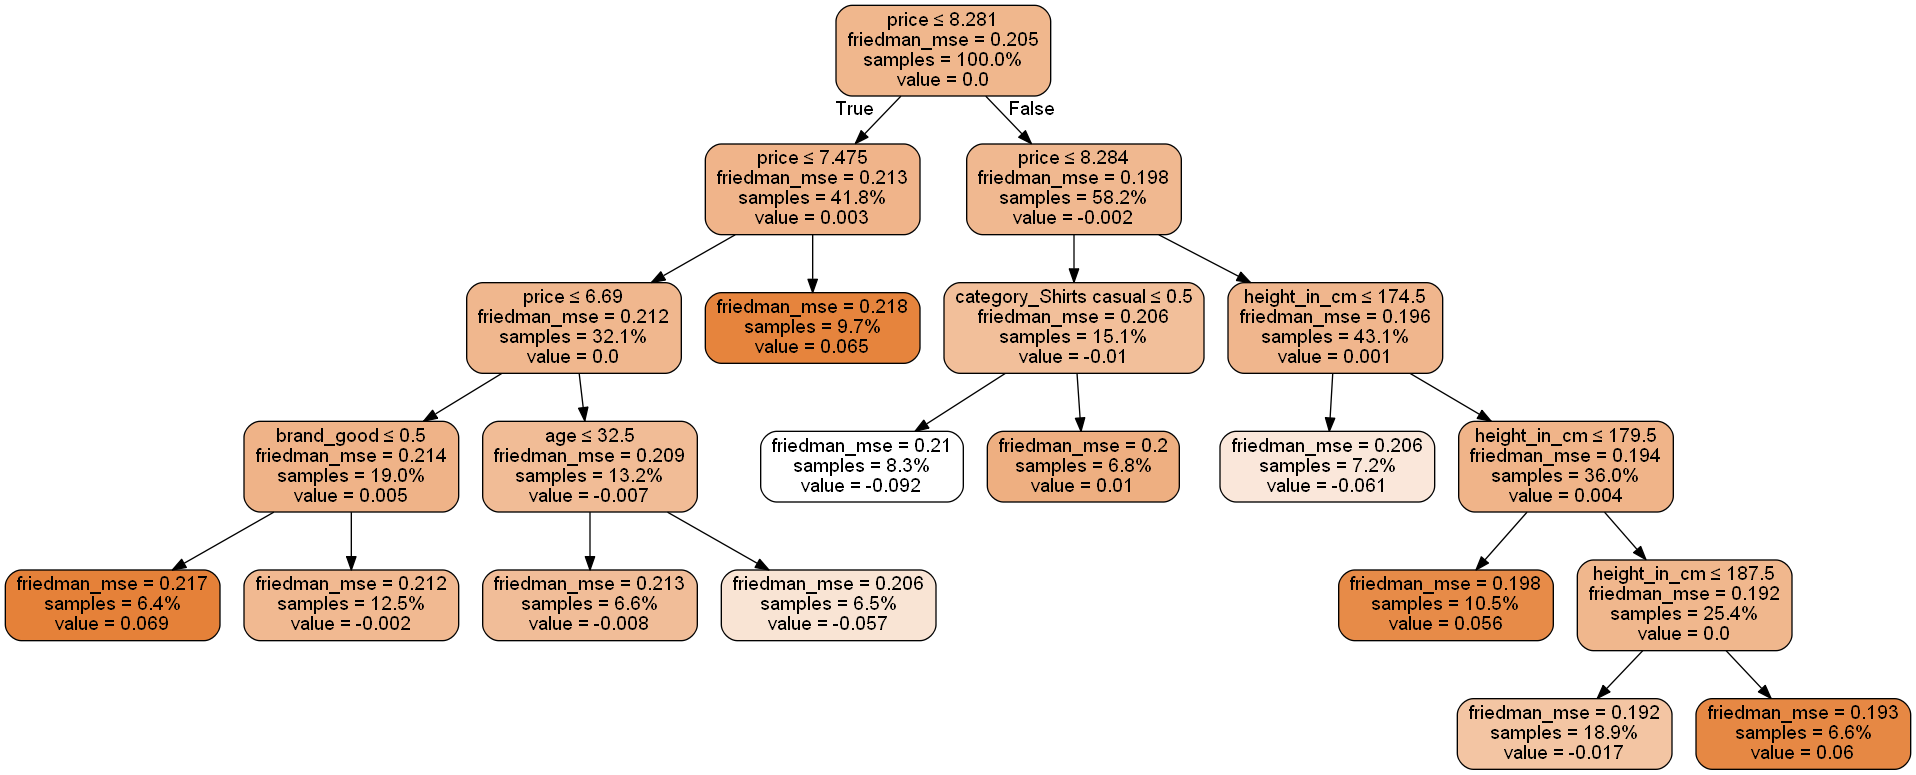 price ≤ 8.281
friedman_mse = 0.205
samples = 100.0%
value = 0.0
True
False
price ≤ 7.475
friedman_mse = 0.213
samples = 41.8%
value = 0.003
price ≤ 8.284
friedman_mse = 0.198
samples = 58.2%
value = -0.002
price ≤ 6.69
friedman_mse = 0.212
samples = 32.1%
value = 0.0
friedman_mse = 0.218
samples = 9.7%
value = 0.065
category_Shirts casual ≤ 0.5
friedman_mse = 0.206
samples = 15.1%
value = -0.01
height_in_cm ≤ 174.5
friedman_mse = 0.196
samples = 43.1%
value = 0.001
brand_good ≤ 0.5
friedman_mse = 0.214
samples = 19.0%
value = 0.005
age ≤ 32.5
friedman_mse = 0.209
samples = 13.2%
value = -0.007
friedman_mse = 0.21
samples = 8.3%
value = -0.092
friedman_mse = 0.2
samples = 6.8%
value = 0.01
friedman_mse = 0.206
samples = 7.2%
value = -0.061
height_in_cm ≤ 179.5
friedman_mse = 0.194
samples = 36.0%
value = 0.004
friedman_mse = 0.217
samples = 6.4%
value = 0.069
friedman_mse = 0.212
samples = 12.5%
value = -0.002
friedman_mse = 0.213
samples = 6.6%
value = -0.008
friedman_mse = 0.206
samples = 6.5%
value = -0.057
friedman_mse = 0.198
samples = 10.5%
value = 0.056
height_in_cm ≤ 187.5
friedman_mse = 0.192
samples = 25.4%
value = 0.0
friedman_mse = 0.192
samples = 18.9%
value = -0.017
friedman_mse = 0.193
samples = 6.6%
value = 0.06